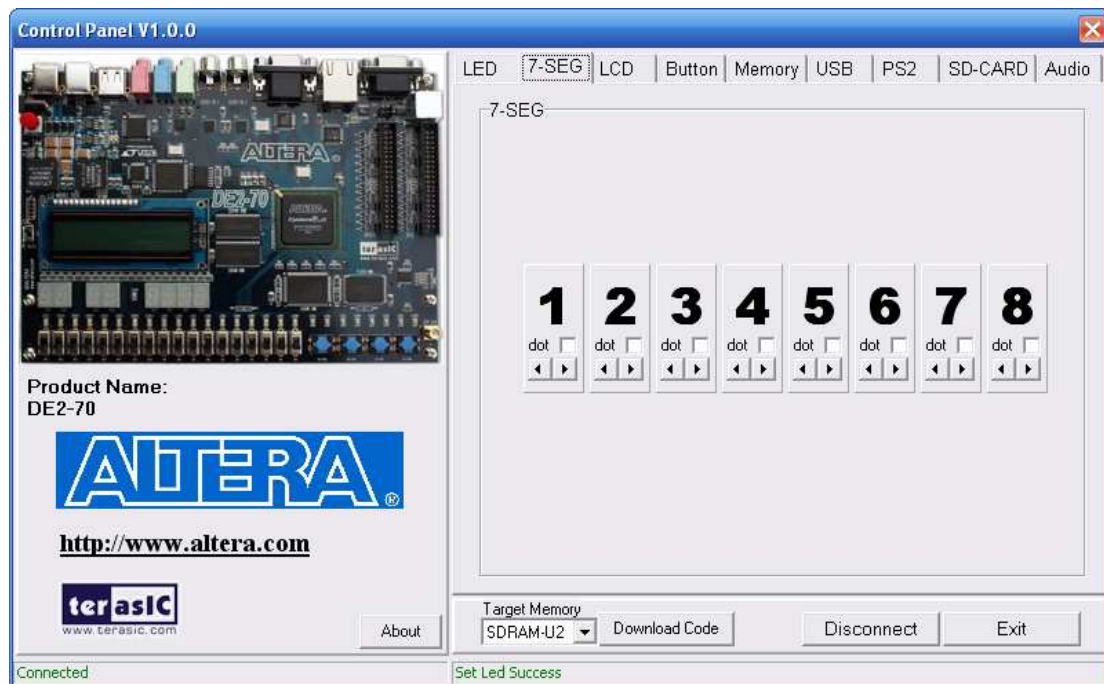 Control Panel V1.0.0
LED 7-SEG LCD Button Memory USB PS2 SD-CARD Audio
7-SEG
ALTERA
DE2-70
terasIC
1 2 3 4 5 6 7 8
dot dot dot dot dot dot dot dot
Product Name:
DE2-70
ALTERA®
http://www.altera.com
terasIC
www.terasic.com
About
Target Memory
SDRAM-U2 Download Code Disconnect Exit
Connected Set Led Success